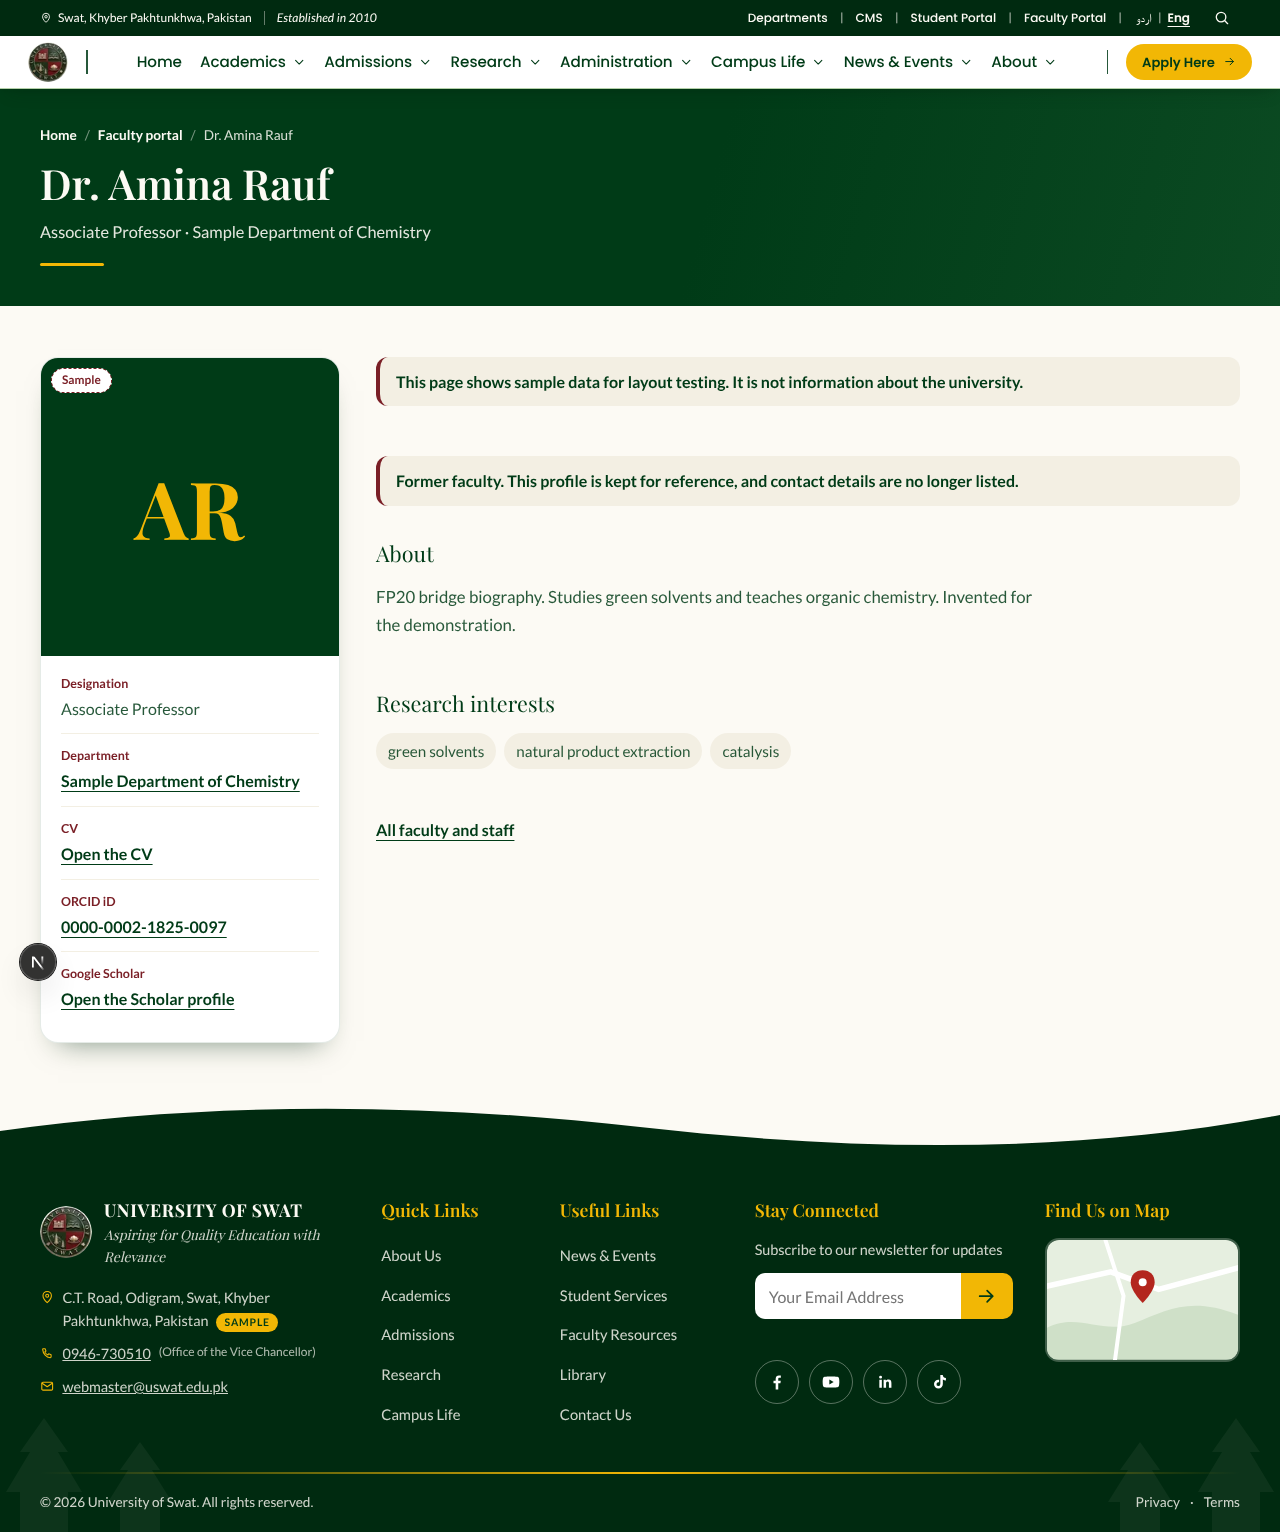 Swat, Khyber Pakhtunkhwa, Pakistan | Established in 2010
Departments | CMS | Student Portal | Faculty Portal | اردو | Eng
Home Academics Admissions Research Administration Campus Life News & Events About
Apply Here
Home / Faculty portal / Dr. Amina Rauf
Dr. Amina Rauf
Associate Professor · Sample Department of Chemistry
Sample
AR
Designation
Associate Professor
Department
Sample Department of Chemistry
CV
Open the CV
ORCID iD
0000-0002-1825-0097
Google Scholar
Open the Scholar profile
N
This page shows sample data for layout testing. It is not information about the university.
Former faculty. This profile is kept for reference, and contact details are no longer listed.
About
FP20 bridge biography. Studies green solvents and teaches organic chemistry. Invented for
the demonstration.
Research interests
green solvents natural product extraction catalysis
All faculty and staff
UNIVERSITY OF SWAT
Aspiring for Quality Education with
Relevance
C.T. Road, Odigram, Swat, Khyber
Pakhtunkhwa, Pakistan SAMPLE
0946-730510 (Office of the Vice Chancellor)
webmaster@uswat.edu.pk
Quick Links
About Us
Academics
Admissions
Research
Campus Life
Useful Links
News & Events
Student Services
Faculty Resources
Library
Contact Us
Stay Connected
Subscribe to our newsletter for updates
Your Email Address
Find Us on Map
© 2026 University of Swat. All rights reserved.
Privacy · Terms